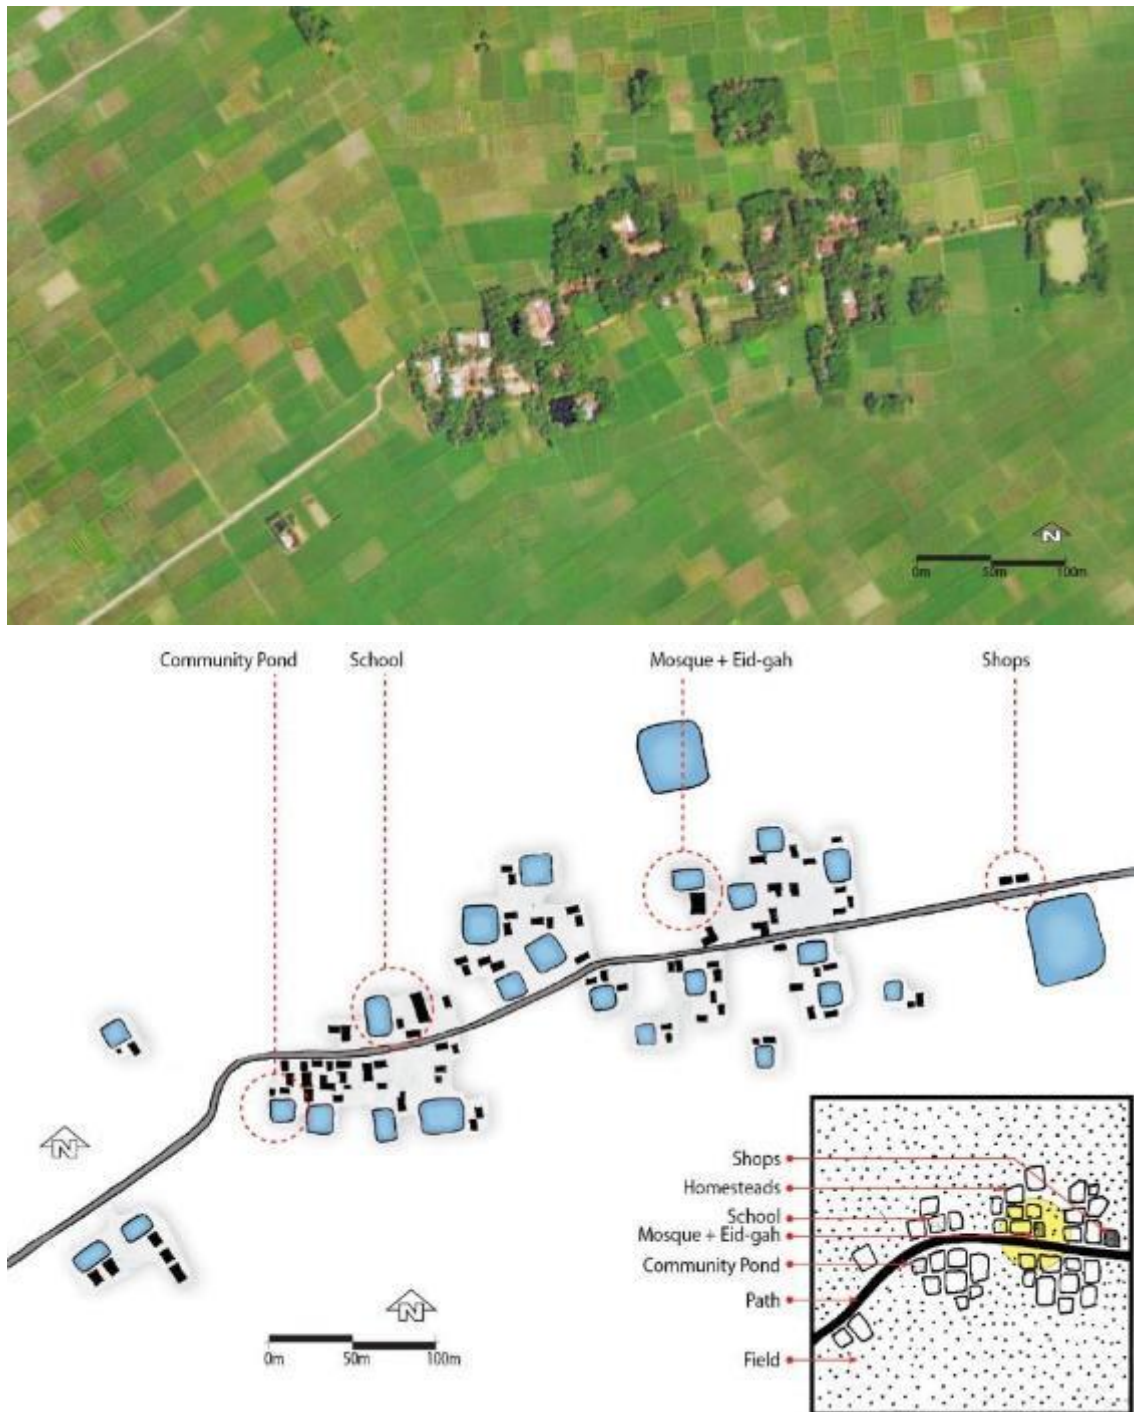 N
0m 50m 100m
Community Pond School Mosque + Eid-gah Shops
N
N
0m 50m 100m
Shops
Homesteads
School
Mosque + Eid-gah
Community Pond
Path
Field